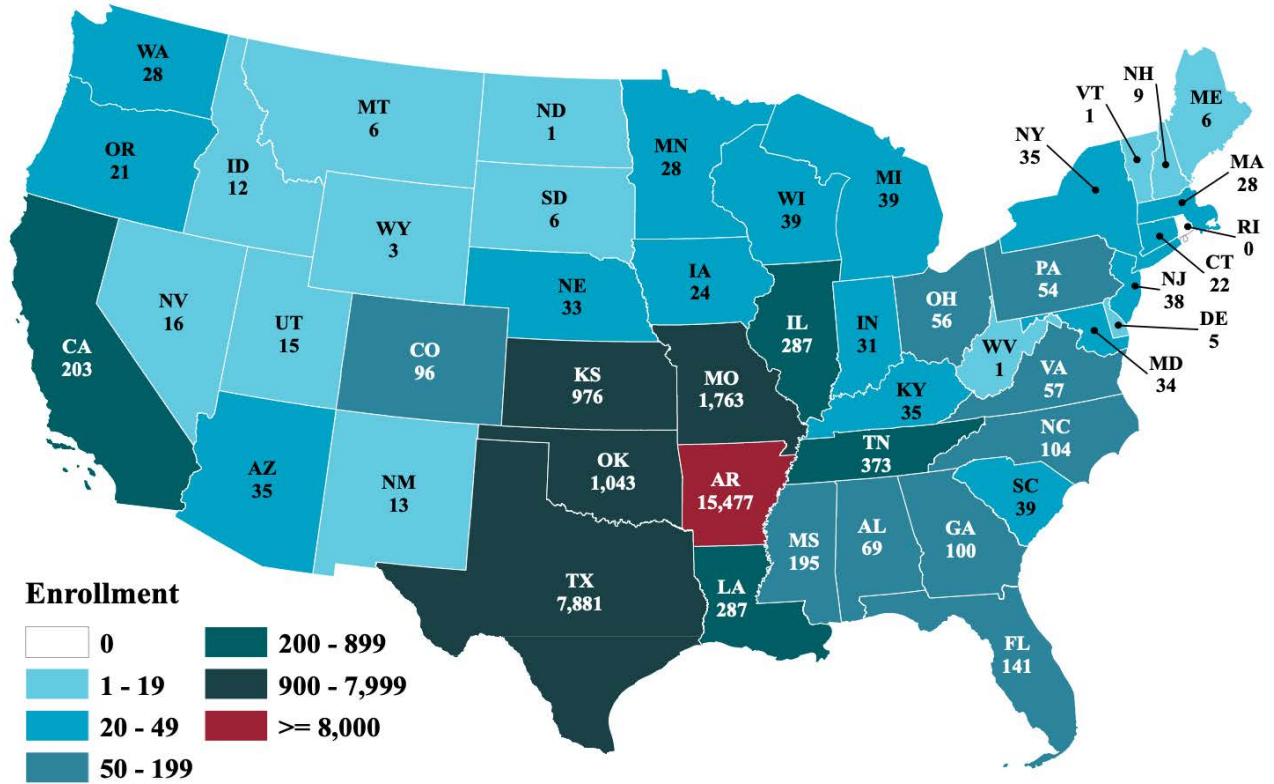 WA
28
OR
21
CA
203
ID
12
NV
16
MT
6
WY
3
UT
15
AZ
35
CO
96
NM
13
ND
1
SD
6
NE
33
KS
976
OK
1,043
TX
7,881
MN
28
IA
24
MO
1,763
AR
15,477
LA
287
WI
39
IL
287
MI
39
IN
31
OH
56
KY
35
TN
373
MS
195
AL
69
GA
100
FL
141
SC
39
NC
104
VA
57
WV
1
PA
54
NY
35
VT
1
NH
9
ME
6
MA
28
RI
0
CT
22
NJ
38
DE
5
MD
34
Enrollment
0
1 - 19
20 - 49
50 - 199
200 - 899
900 - 7,999
>= 8,000